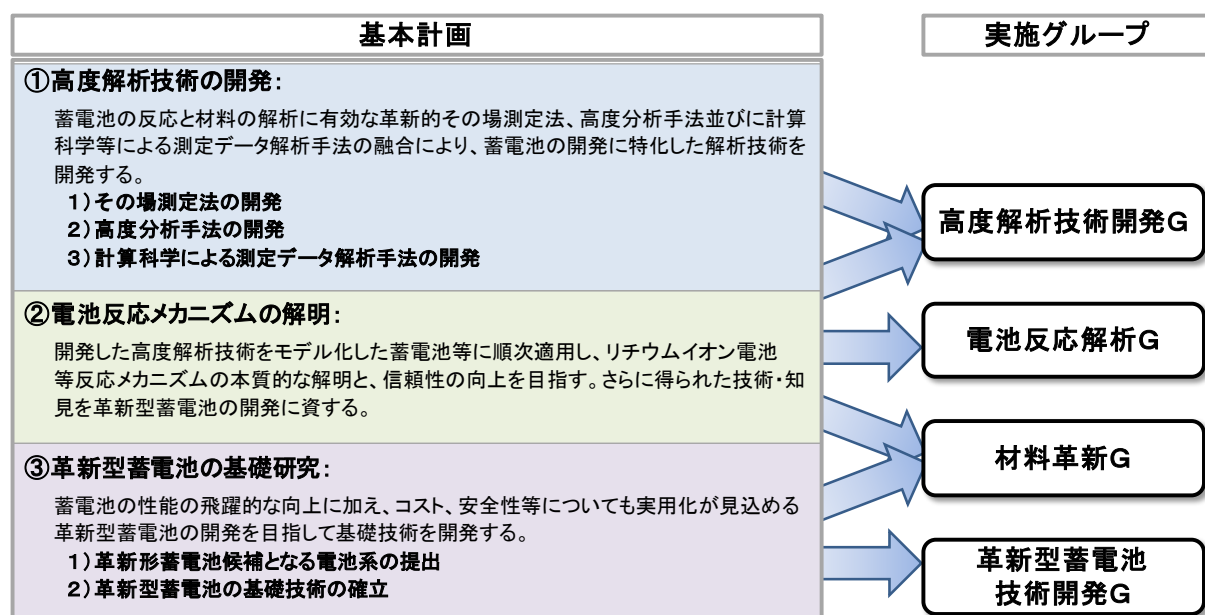 基本計画
実施グループ
①高度解析技術の開発:
蓄電池の反応と材料の解析に有効な革新的その場測定法、高度分析手法並びに計算
科学等による測定データ解析手法の融合により、蓄電池の開発に特化した解析技術を
開発する。
1)その場測定法の開発
2)高度分析手法の開発
3)計算科学による測定データ解析手法の開発
②電池反応メカニズムの解明:
開発した高度解析技術をモデル化した蓄電池等に順次適用し、リチウムイオン電池
等反応メカニズムの本質的な解明と、信頼性の向上を目指す。さらに得られた技術・知
見を革新型蓄電池の開発に資する。
③革新型蓄電池の基礎研究:
蓄電池の性能の飛躍的な向上に加え、コスト、安全性等についても実用化が見込める
革新型蓄電池の開発を目指して基礎技術を開発する。
1)革新形蓄電池候補となる電池系の提出
2)革新型蓄電池の基礎技術の確立
高度解析技術開発G
電池反応解析G
材料革新G
革新型蓄電池
技術開発G